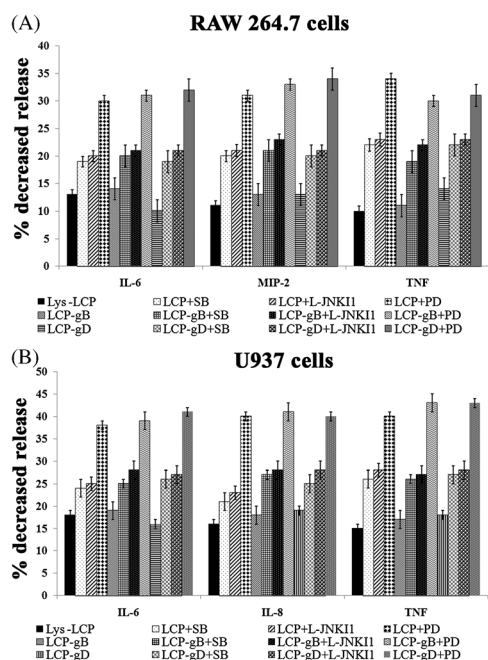 (A) RAW 264.7 cells
% decreased release
40
35
30
25
20
15
10
5
0
IL-6 MIP-2 TNF
Lys-LCP LCP+SB LCP+L-JNKI1 LCP+PD
LCP-gB LCP-gB+SB LCP-gB+L-JNKI1 LCP-gB+PD
LCP-gD LCP-gD+SB LCP-gD+L-JNKI1 LCP-gD+PD
(B) U937 cells
% decreased release
50
45
40
35
30
25
20
15
10
5
0
IL-6 IL-8 TNF
Lys-LCP LCP+SB LCP+L-JNKI1 LCP+PD
LCP-gB LCP-gB+SB LCP-gB+L-JNKI1 LCP-gB+PD
LCP-gD LCP-gD+SB LCP-gD+L-JNKI1 LCP-gD+PD